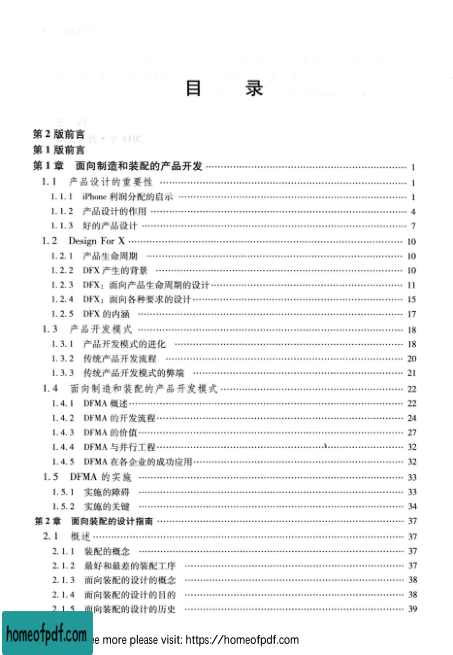 目 录
第 2 版前言
第 1 版前言
第 1 章 面向制造和装配的产品开发 …… 1
1.1 产品设计的重要性 …… 1
1.1.1 iPhone 利润分配的启示 …… 1
1.1.2 产品设计的作用 …… 4
1.1.3 好的产品设计 …… 7
1.2 Design For X …… 10
1.2.1 产品生命周期 …… 10
1.2.2 DFX 产生的背景 …… 10
1.2.3 DFX：面向产品生命周期的设计 …… 11
1.2.4 DFX：面向各种要求的设计 …… 15
1.2.5 DFX 的内涵 …… 17
1.3 产品开发模式 …… 18
1.3.1 产品开发模式的进化 …… 18
1.3.2 传统产品开发流程 …… 20
1.3.3 传统产品开发模式的弊端 …… 21
1.4 面向制造和装配的产品开发模式 …… 22
1.4.1 DFMA 概述 …… 22
1.4.2 DFMA 的开发流程 …… 24
1.4.3 DFMA 的价值 …… 27
1.4.4 DFMA 与并行工程 …… 32
1.4.5 DFMA 在各企业的成功应用 …… 32
1.5 DFMA 的实施 …… 33
1.5.1 实施的障碍 …… 33
1.5.2 实施的关键 …… 34
第 2 章 面向装配的设计指南 …… 37
2.1 概述 …… 37
2.1.1 装配的概念 …… 37
2.1.2 最好和最差的装配工序 …… 37
2.1.3 面向装配的设计的概念 …… 38
2.1.4 面向装配的设计的目的 …… 38
2.1.5 面向装配的设计的历史 …… 39
homeofpdf.com
ee more please visit: https://homeofpdf.com